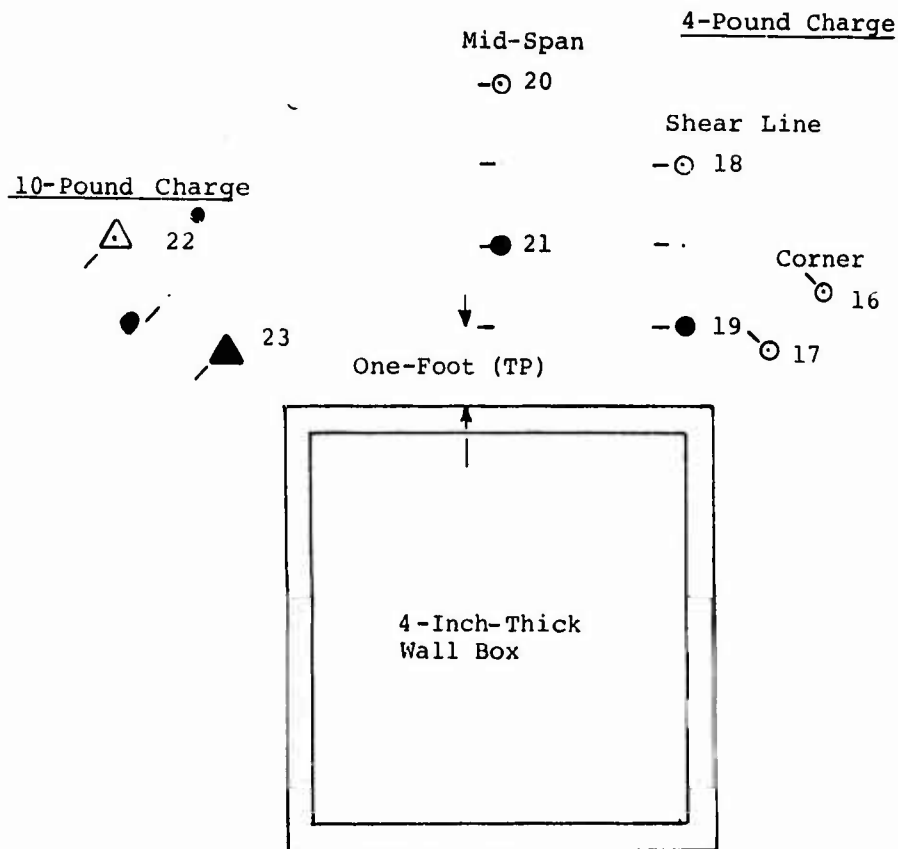 4-Pound Charge
Mid-Span
20
Shear Line
18
10-Pound Charge
22
21
Corner
16
19
17
23
One-Foot (TP)
4-Inch-Thick
Wall Box